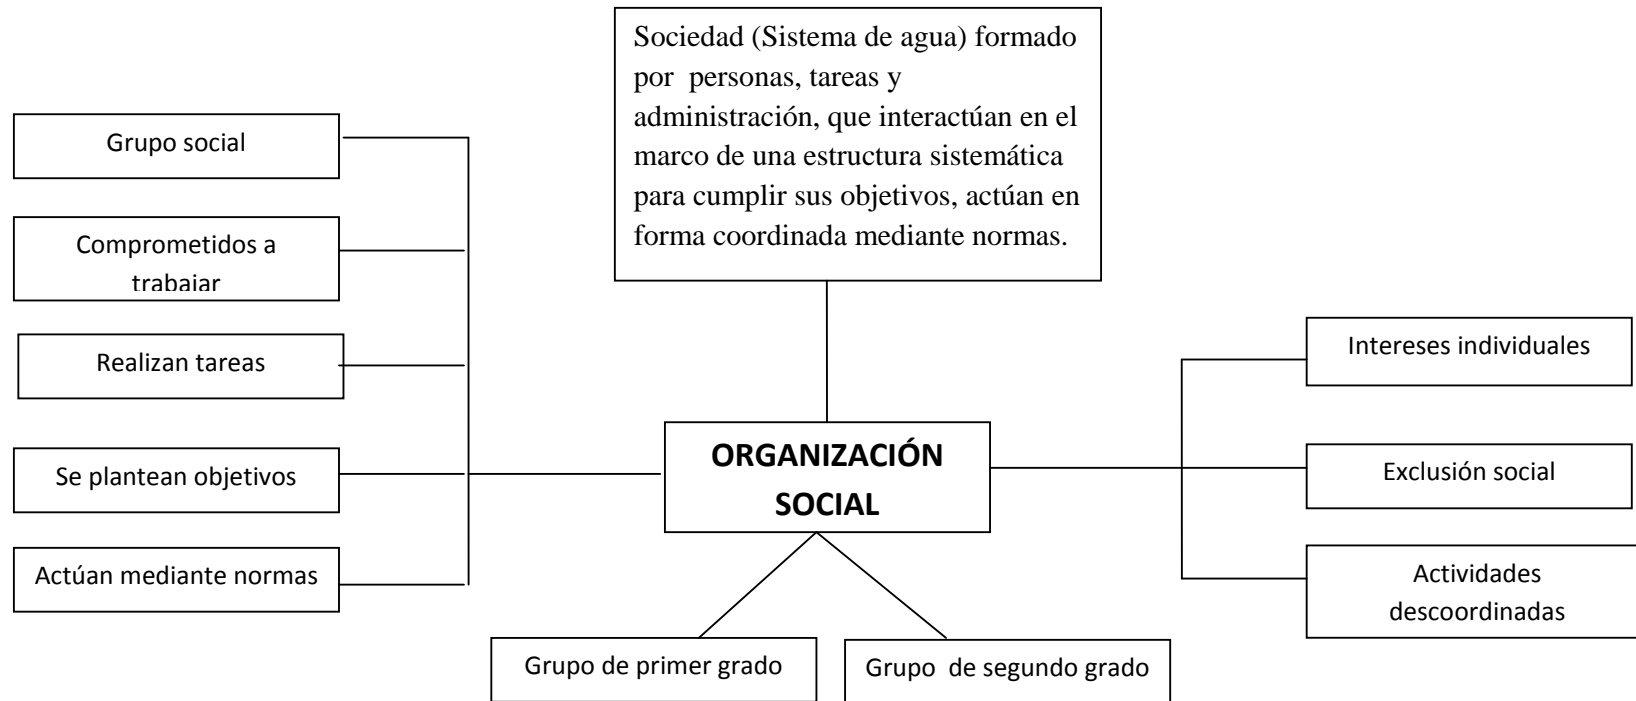 Sociedad (Sistema de agua) formado
por personas, tareas y
administración, que interactúan en el
marco de una estructura sistemática
para cumplir sus objetivos, actúan en
forma coordinada mediante normas.
Grupo social
Comprometidos a
trabajar
Realizan tareas
Se plantean objetivos
Actúan mediante normas
ORGANIZACIÓN
SOCIAL
Intereses individuales
Exclusión social
Actividades
descoordinadas
Grupo de primer grado
Grupo de segundo grado